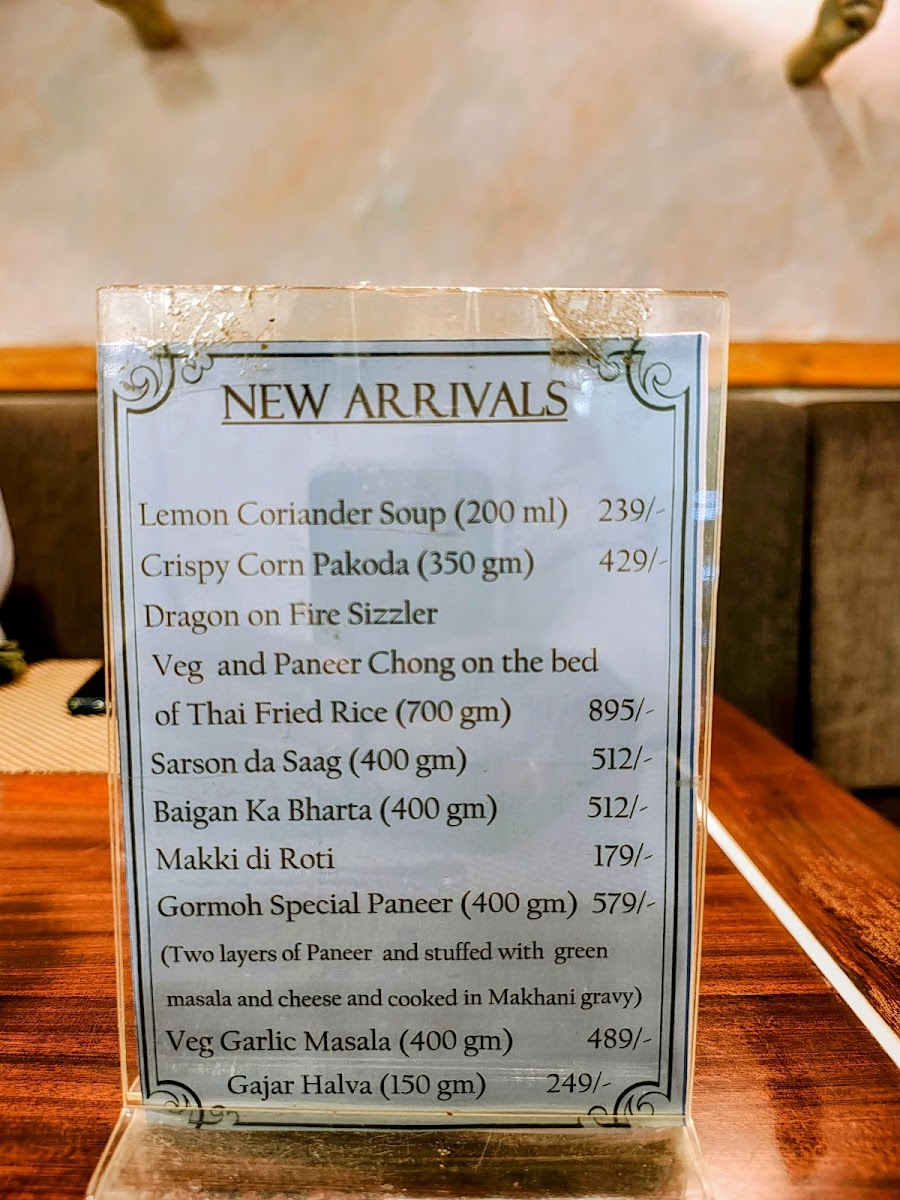 NEW ARRIVALS
Lemon Coriander Soup (200 ml) 239/-
Crispy Corn Pakoda (350 gm) 429/-
Dragon on Fire Sizzler
Veg and Paneer Chong on the bed
of Thai Fried Rice (700 gm) 895/-
Sarson da Saag (400 gm) 512/-
Baigan Ka Bharta (400 gm) 512/-
Makki di Roti 179/-
Gormoh Special Paneer (400 gm) 579/-
(Two layers of Paneer and stuffed with green
masala and cheese and cooked in Makhani gravy)
Veg Garlic Masala (400 gm) 489/-
Gajar Halva (150 gm) 249/-